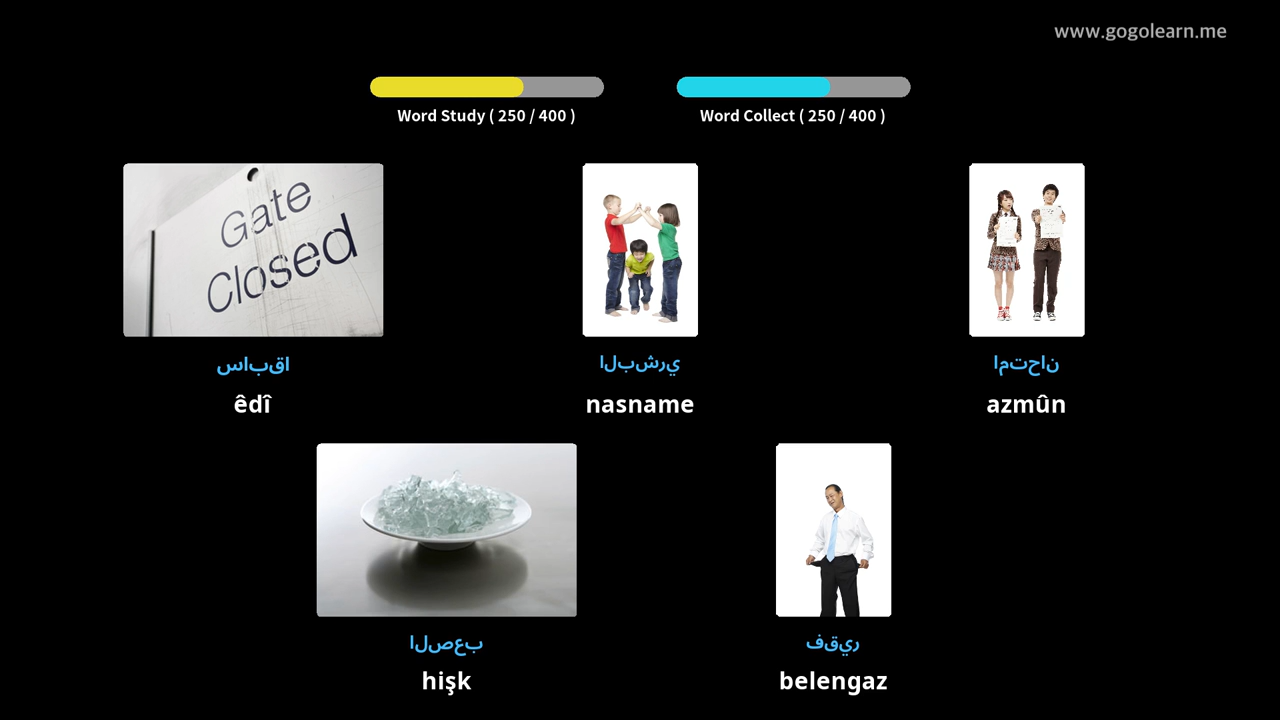 www.gogolearn.me
Word Study ( 250 / 400 )
Word Collect ( 250 / 400 )
Gate
Closed
سابقا
البشري
امتحان
êdî
nasname
azmûn
الصعب
فقير
hişk
belengaz